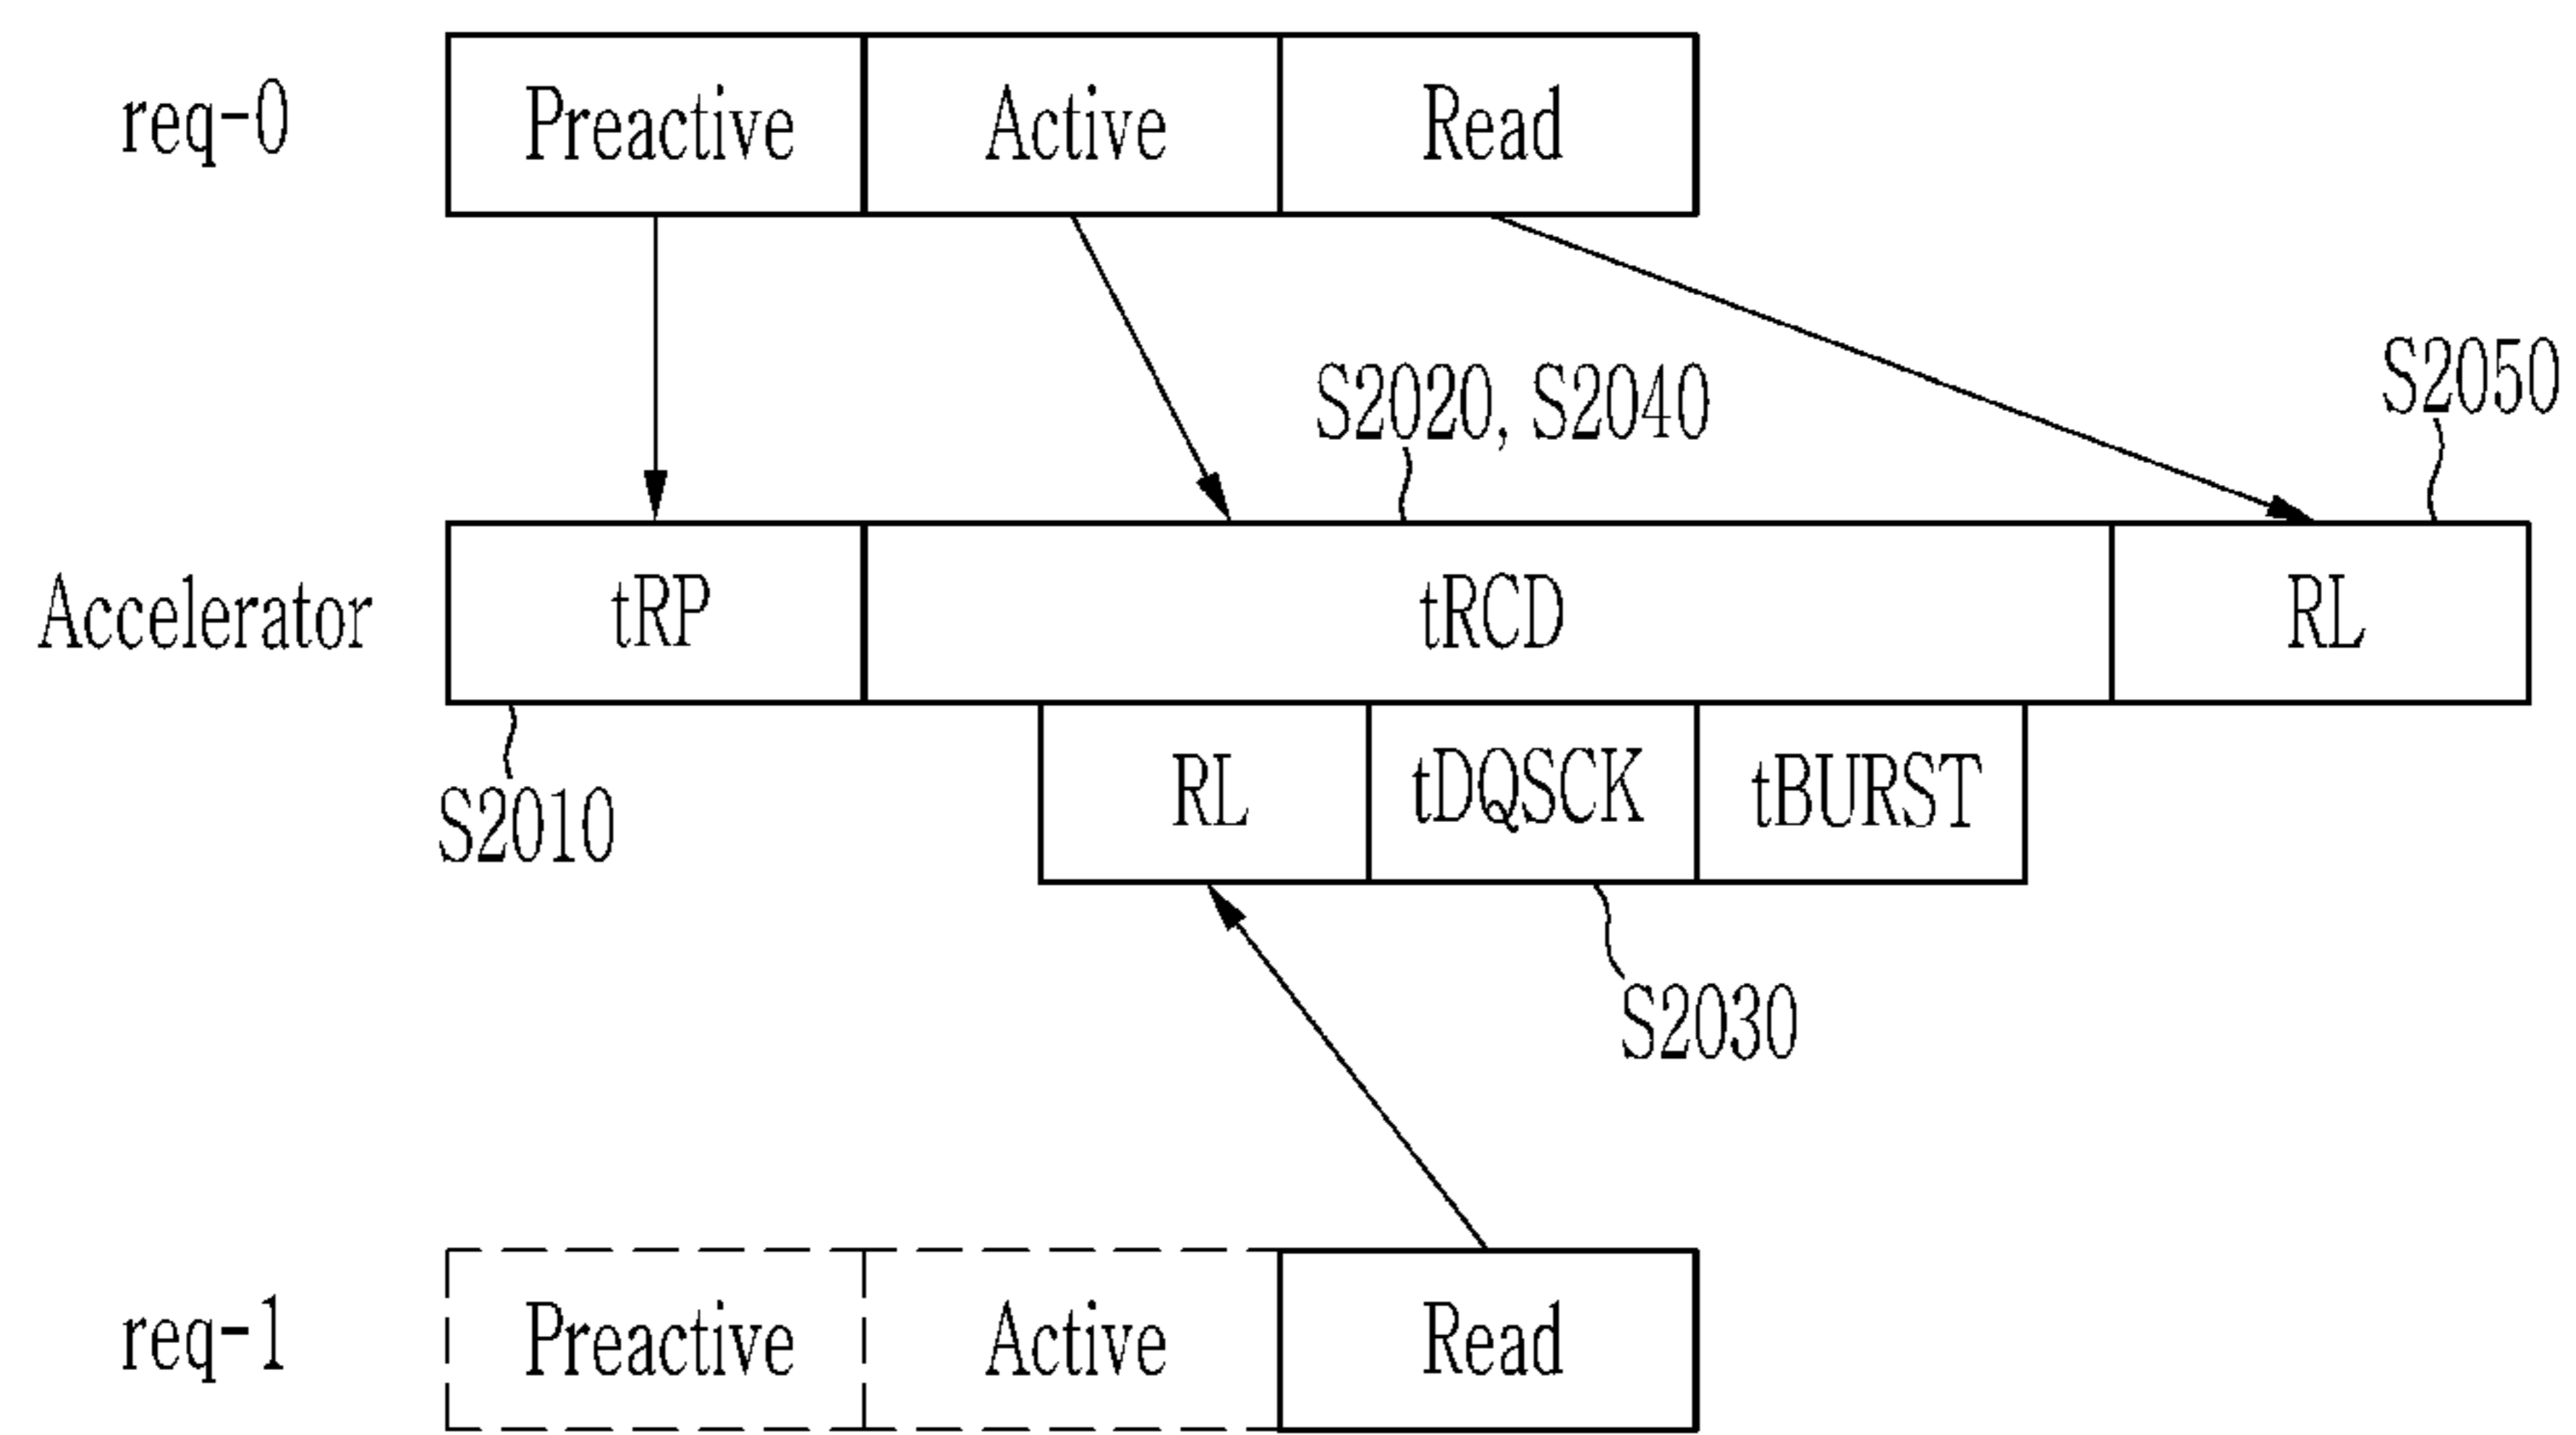 req-0 Preactive Active Read
S2020, S2040
S2050
Accelerator tRP tRCD RL
RL tDQSCK tBURST
S2010
S2030
req-1 Preactive Active Read